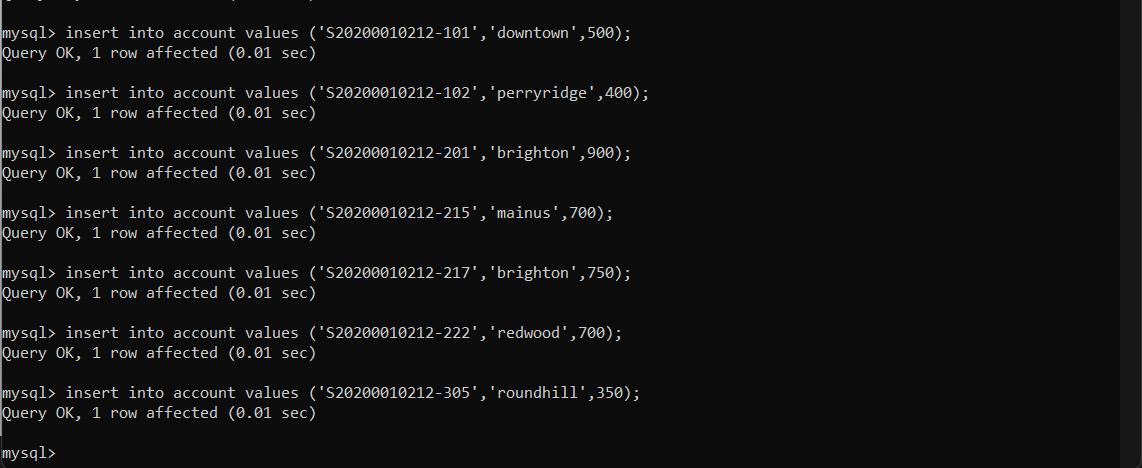 mysql> insert into account values ('S20200010212-101','downtown',500);
Query OK, 1 row affected (0.01 sec)
mysql> insert into account values ('S20200010212-102','perryridge',400);
Query OK, 1 row affected (0.01 sec)
mysql> insert into account values ('S20200010212-201','brighton',900);
Query OK, 1 row affected (0.01 sec)
mysql> insert into account values ('S20200010212-215','mainus',700);
Query OK, 1 row affected (0.01 sec)
mysql> insert into account values ('S20200010212-217','brighton',750);
Query OK, 1 row affected (0.01 sec)
mysql> insert into account values ('S20200010212-222','redwood',700);
Query OK, 1 row affected (0.01 sec)
mysql> insert into account values ('S20200010212-305','roundhill',350);
Query OK, 1 row affected (0.01 sec)
mysql>